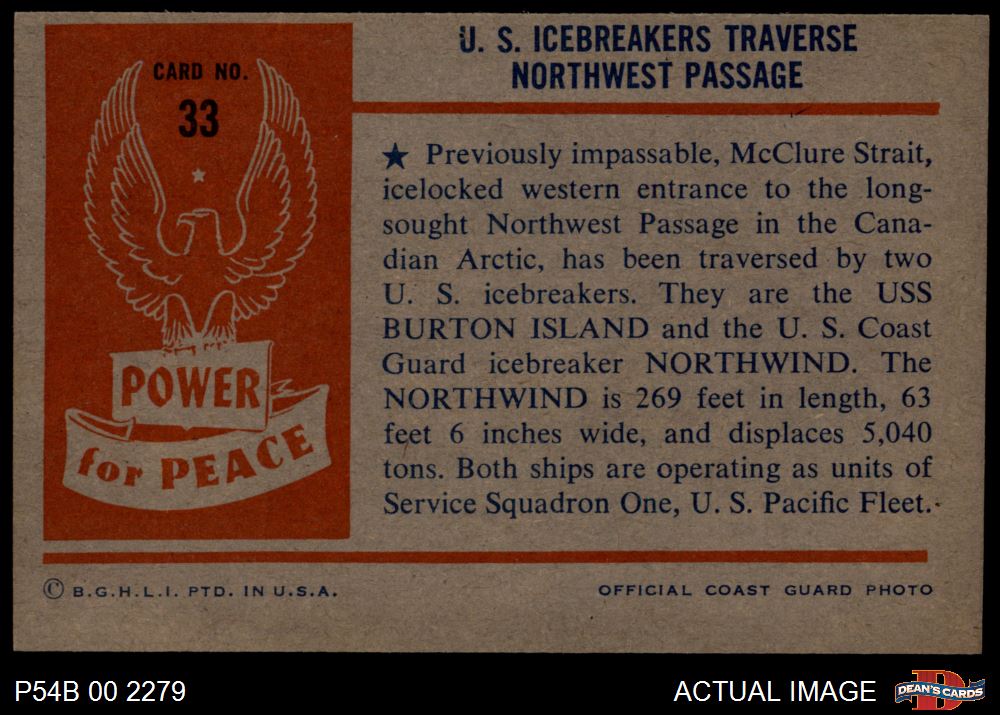 CARD NO.
33
POWER
for PEACE
U. S. ICEBREAKERS TRAVERSE
NORTHWEST PASSAGE
★ Previously impassable, McClure Strait,
icelocked western entrance to the long-
sought Northwest Passage in the Cana-
dian Arctic, has been traversed by two
U. S. icebreakers. They are the USS
BURTON ISLAND and the U. S. Coast
Guard icebreaker NORTHWIND. The
NORTHWIND is 269 feet in length, 63
feet 6 inches wide, and displaces 5,040
tons. Both ships are operating as units of
Service Squadron One, U. S. Pacific Fleet.
© B.G.H.L.I. PTD. IN U.S.A.
OFFICIAL COAST GUARD PHOTO
P54B 00 2279
ACTUAL IMAGE
DEAN'S CARDS